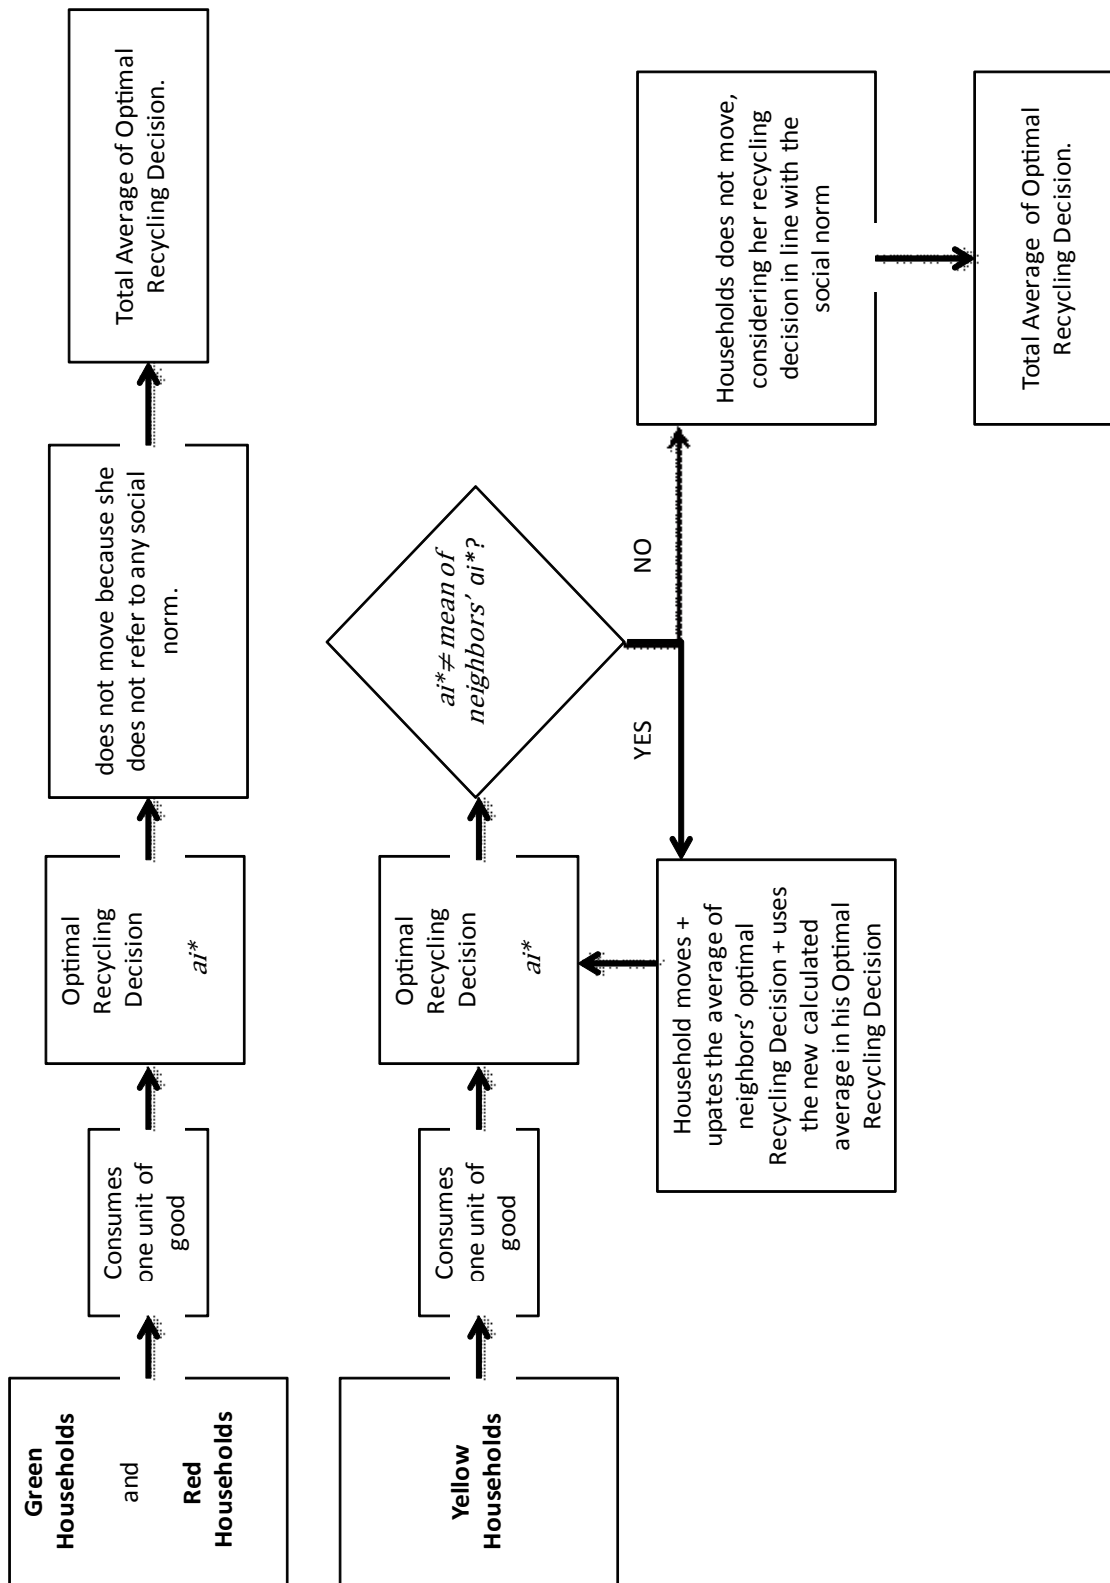 Green
Households
and
Red
Households
Consumes
one unit of
good
Optimal
Recycling
Decision
ai*
does not move because she
does not refer to any social
norm.
Total Average of Optimal
Recycling Decision.
Yellow
Households
Consumes
one unit of
good
Optimal
Recycling
Decision
ai*
ai*≠ mean of
neighbors’ ai*?
YES
NO
Household moves +
upates the average of
neighbors’ optimal
Recycling Decision + uses
the new calculated
average in his Optimal
Recycling Decision
Households does not move,
considering her recycling
decision in line with the
social norm
Total Average of Optimal
Recycling Decision.